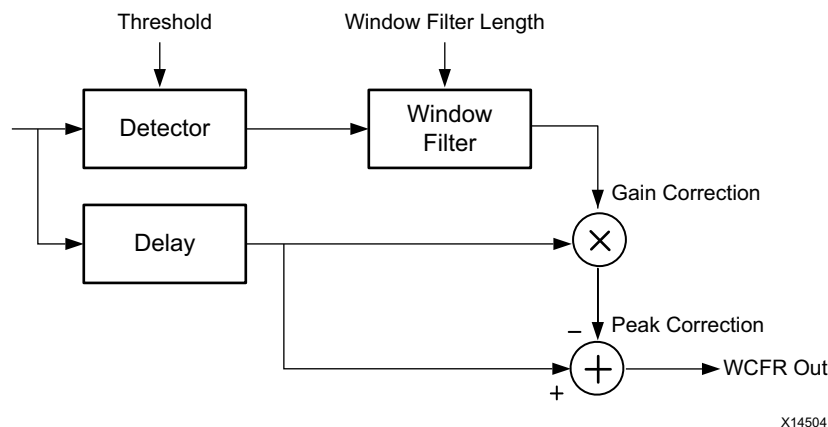 Threshold
Window Filter Length
Detector
Window
Filter
Gain Correction
Delay
×
− Peak Correction
+
WCFR Out
+
X14504